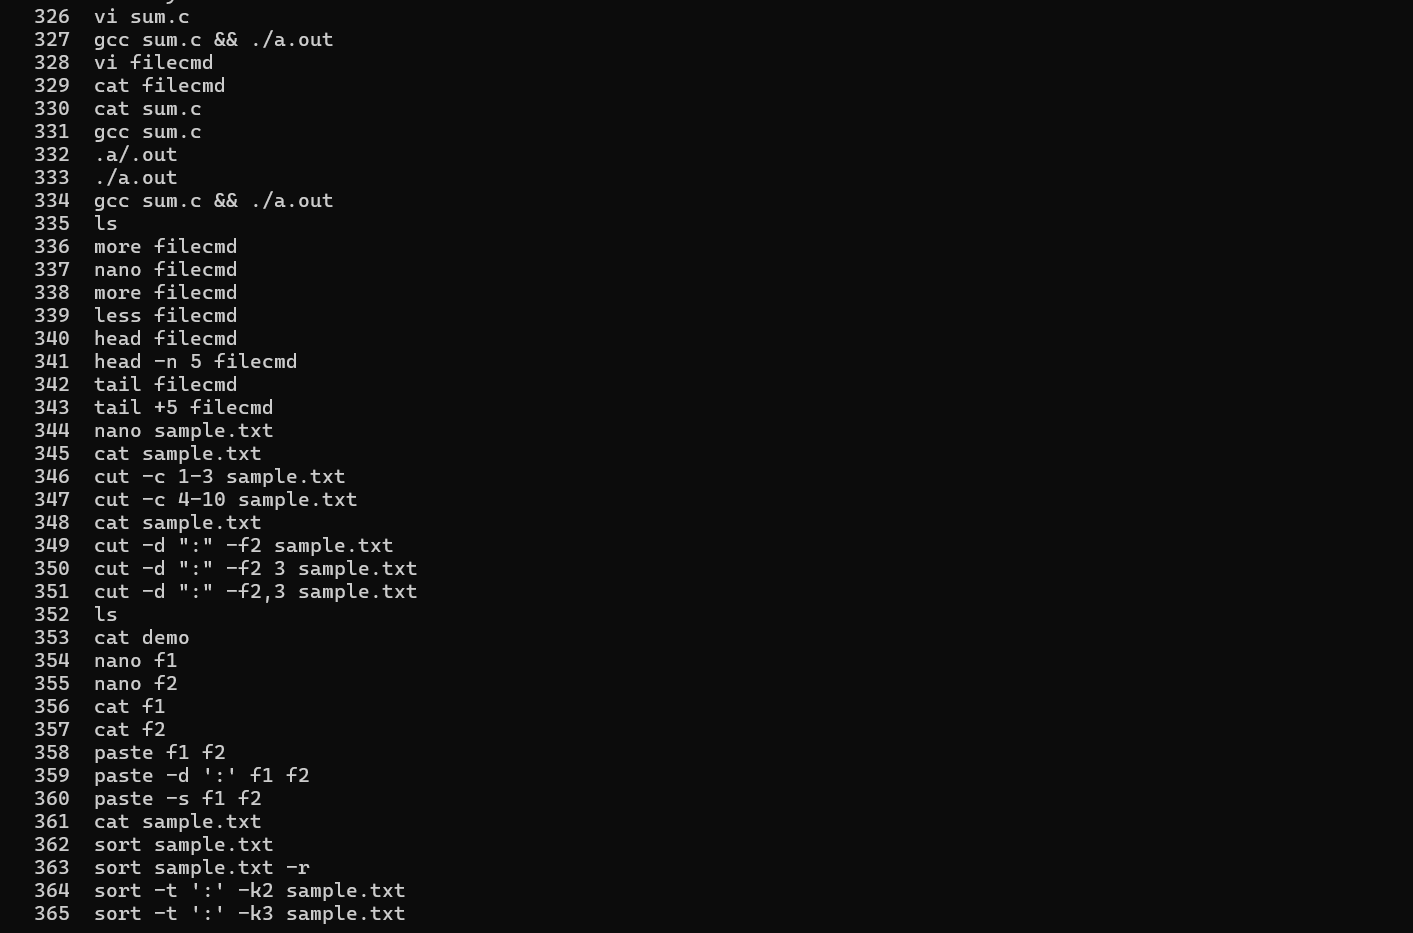 326 vi sum.c
327 gcc sum.c && ./a.out
328 vi filecmd
329 cat filecmd
330 cat sum.c
331 gcc sum.c
332 .a/.out
333 ./a.out
334 gcc sum.c && ./a.out
335 ls
336 more filecmd
337 nano filecmd
338 more filecmd
339 less filecmd
340 head filecmd
341 head -n 5 filecmd
342 tail filecmd
343 tail +5 filecmd
344 nano sample.txt
345 cat sample.txt
346 cut -c 1-3 sample.txt
347 cut -c 4-10 sample.txt
348 cat sample.txt
349 cut -d ":" -f2 sample.txt
350 cut -d ":" -f2 3 sample.txt
351 cut -d ":" -f2,3 sample.txt
352 ls
353 cat demo
354 nano f1
355 nano f2
356 cat f1
357 cat f2
358 paste f1 f2
359 paste -d ':' f1 f2
360 paste -s f1 f2
361 cat sample.txt
362 sort sample.txt
363 sort sample.txt -r
364 sort -t ':' -k2 sample.txt
365 sort -t ':' -k3 sample.txt